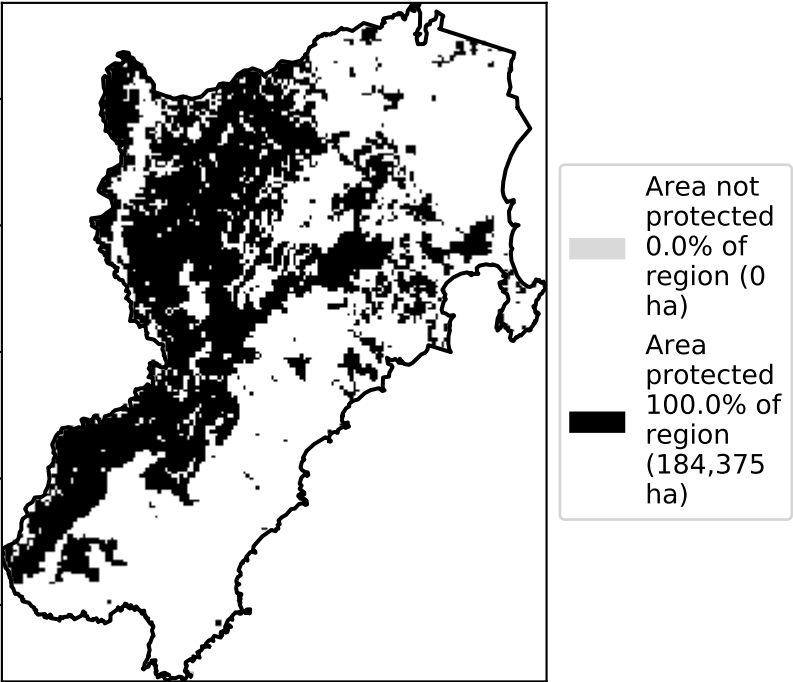 Area not
protected
0.0% of
region (0
ha)
Area
protected
100.0% of
region
(184,375
ha)